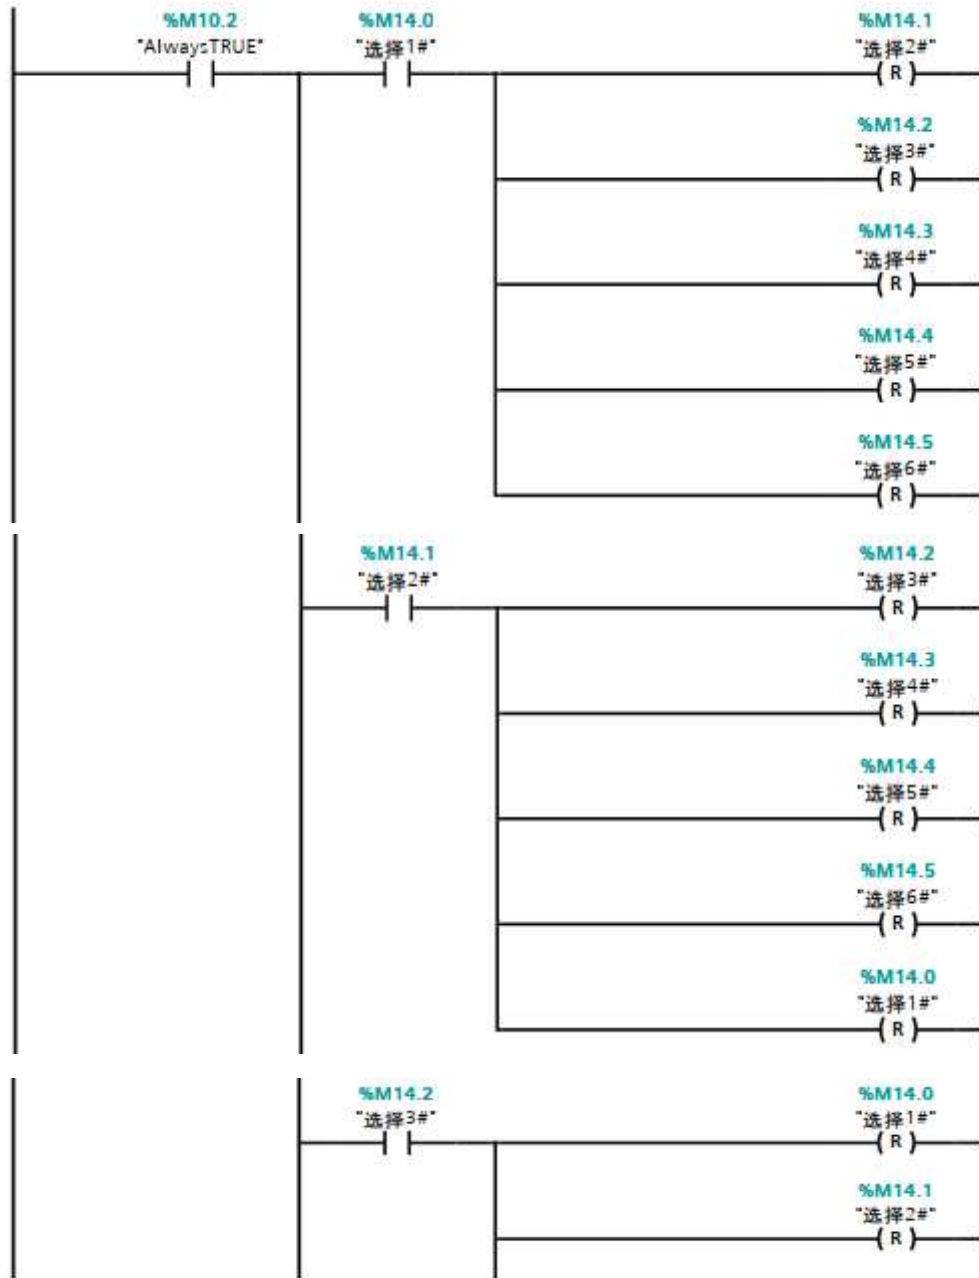 %M10.2
"AlwaysTRUE"
%M14.0
"选择1#"
%M14.1
"选择2#"
( R )
%M14.2
"选择3#"
( R )
%M14.3
"选择4#"
( R )
%M14.4
"选择5#"
( R )
%M14.5
"选择6#"
( R )
%M14.1
"选择2#"
%M14.2
"选择3#"
( R )
%M14.3
"选择4#"
( R )
%M14.4
"选择5#"
( R )
%M14.5
"选择6#"
( R )
%M14.0
"选择1#"
( R )
%M14.2
"选择3#"
%M14.0
"选择1#"
( R )
%M14.1
"选择2#"
( R )